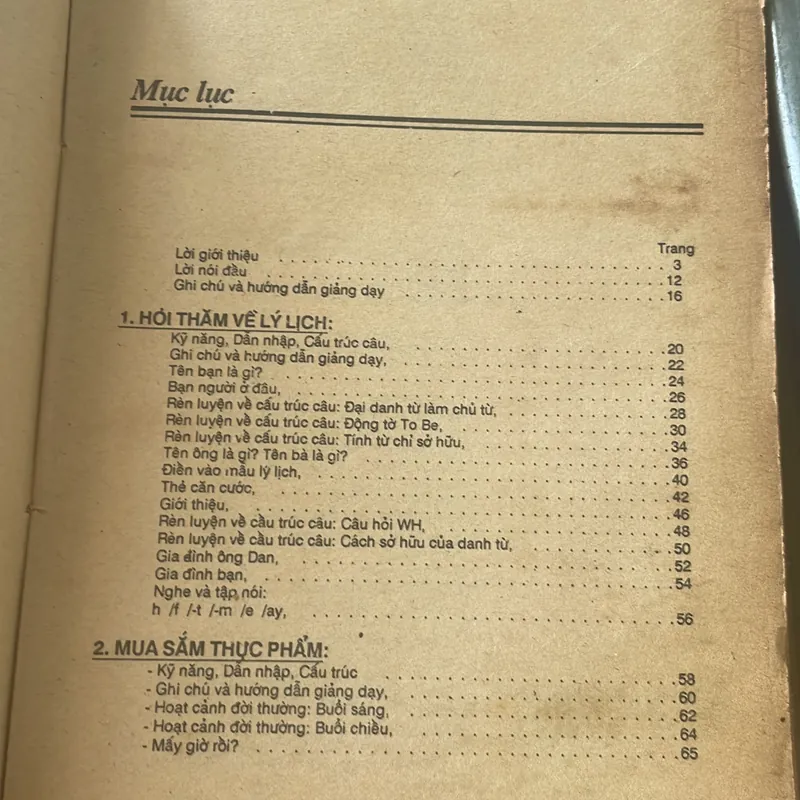 Mục lục
Trang
Lời giới thiệu 3
Lời nói đầu 12
Ghi chú và hướng dẫn giảng dạy 16
1. HỎI THĂM VỀ LÝ LỊCH:
Kỹ năng, Dẫn nhập, Cấu trúc câu, 20
Ghi chú và hướng dẫn giảng dạy, 22
Tên bạn là gì? 24
Bạn người ở đâu, 26
Rèn luyện về cấu trúc câu: Đại danh từ làm chủ từ, 28
Rèn luyện về cấu trúc câu: Động tờ To Be, 30
Rèn luyện về cấu trúc câu: Tính từ chỉ sở hữu, 34
Tên ông là gì? Tên bà là gì? 36
Điền vào mẫu lý lịch, 40
Thẻ căn cước, 42
Giới thiệu, 46
Rèn luyện về cầu trúc câu: Câu hỏi WH, 48
Rèn luyện về cấu trúc câu: Cách sở hữu của danh từ, 50
Gia đình ông Dan, 52
Gia đình bạn, 54
Nghe và tập nói:
h /f /-t /-m /e /ay, 56
2. MUA SẮM THỰC PHẨM:
- Kỹ năng, Dẫn nhập, Cấu trúc 58
- Ghi chú và hướng dẫn giảng dạy, 60
- Hoạt cảnh đời thường: Buổi sáng, 62
- Hoạt cảnh đời thường: Buổi chiều, 64
- Mấy giờ rồi? 65